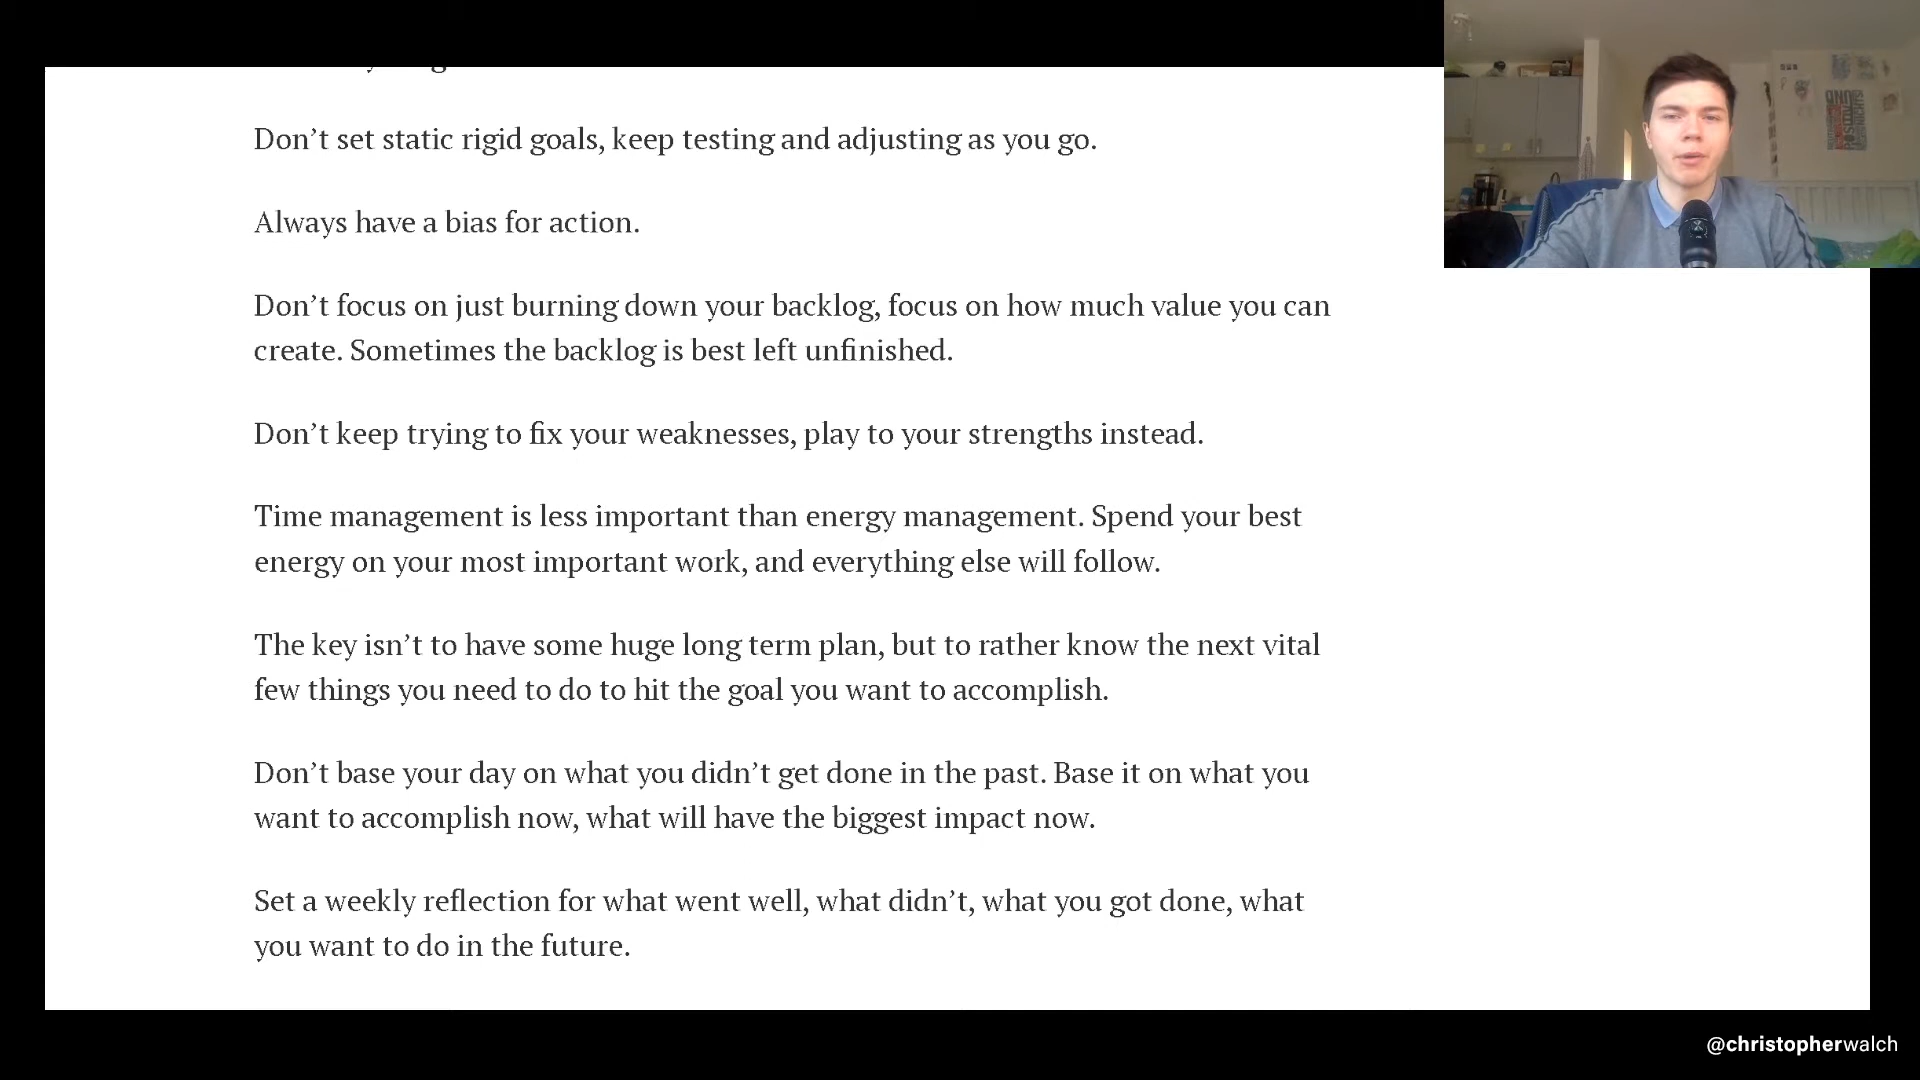 Don’t set static rigid goals, keep testing and adjusting as you go.
Always have a bias for action.
Don’t focus on just burning down your backlog, focus on how much value you can
create. Sometimes the backlog is best left unfinished.
Don’t keep trying to fix your weaknesses, play to your strengths instead.
Time management is less important than energy management. Spend your best
energy on your most important work, and everything else will follow.
The key isn’t to have some huge long term plan, but to rather know the next vital
few things you need to do to hit the goal you want to accomplish.
Don’t base your day on what you didn’t get done in the past. Base it on what you
want to accomplish now, what will have the biggest impact now.
Set a weekly reflection for what went well, what didn’t, what you got done, what
you want to do in the future.
@christopherwalch